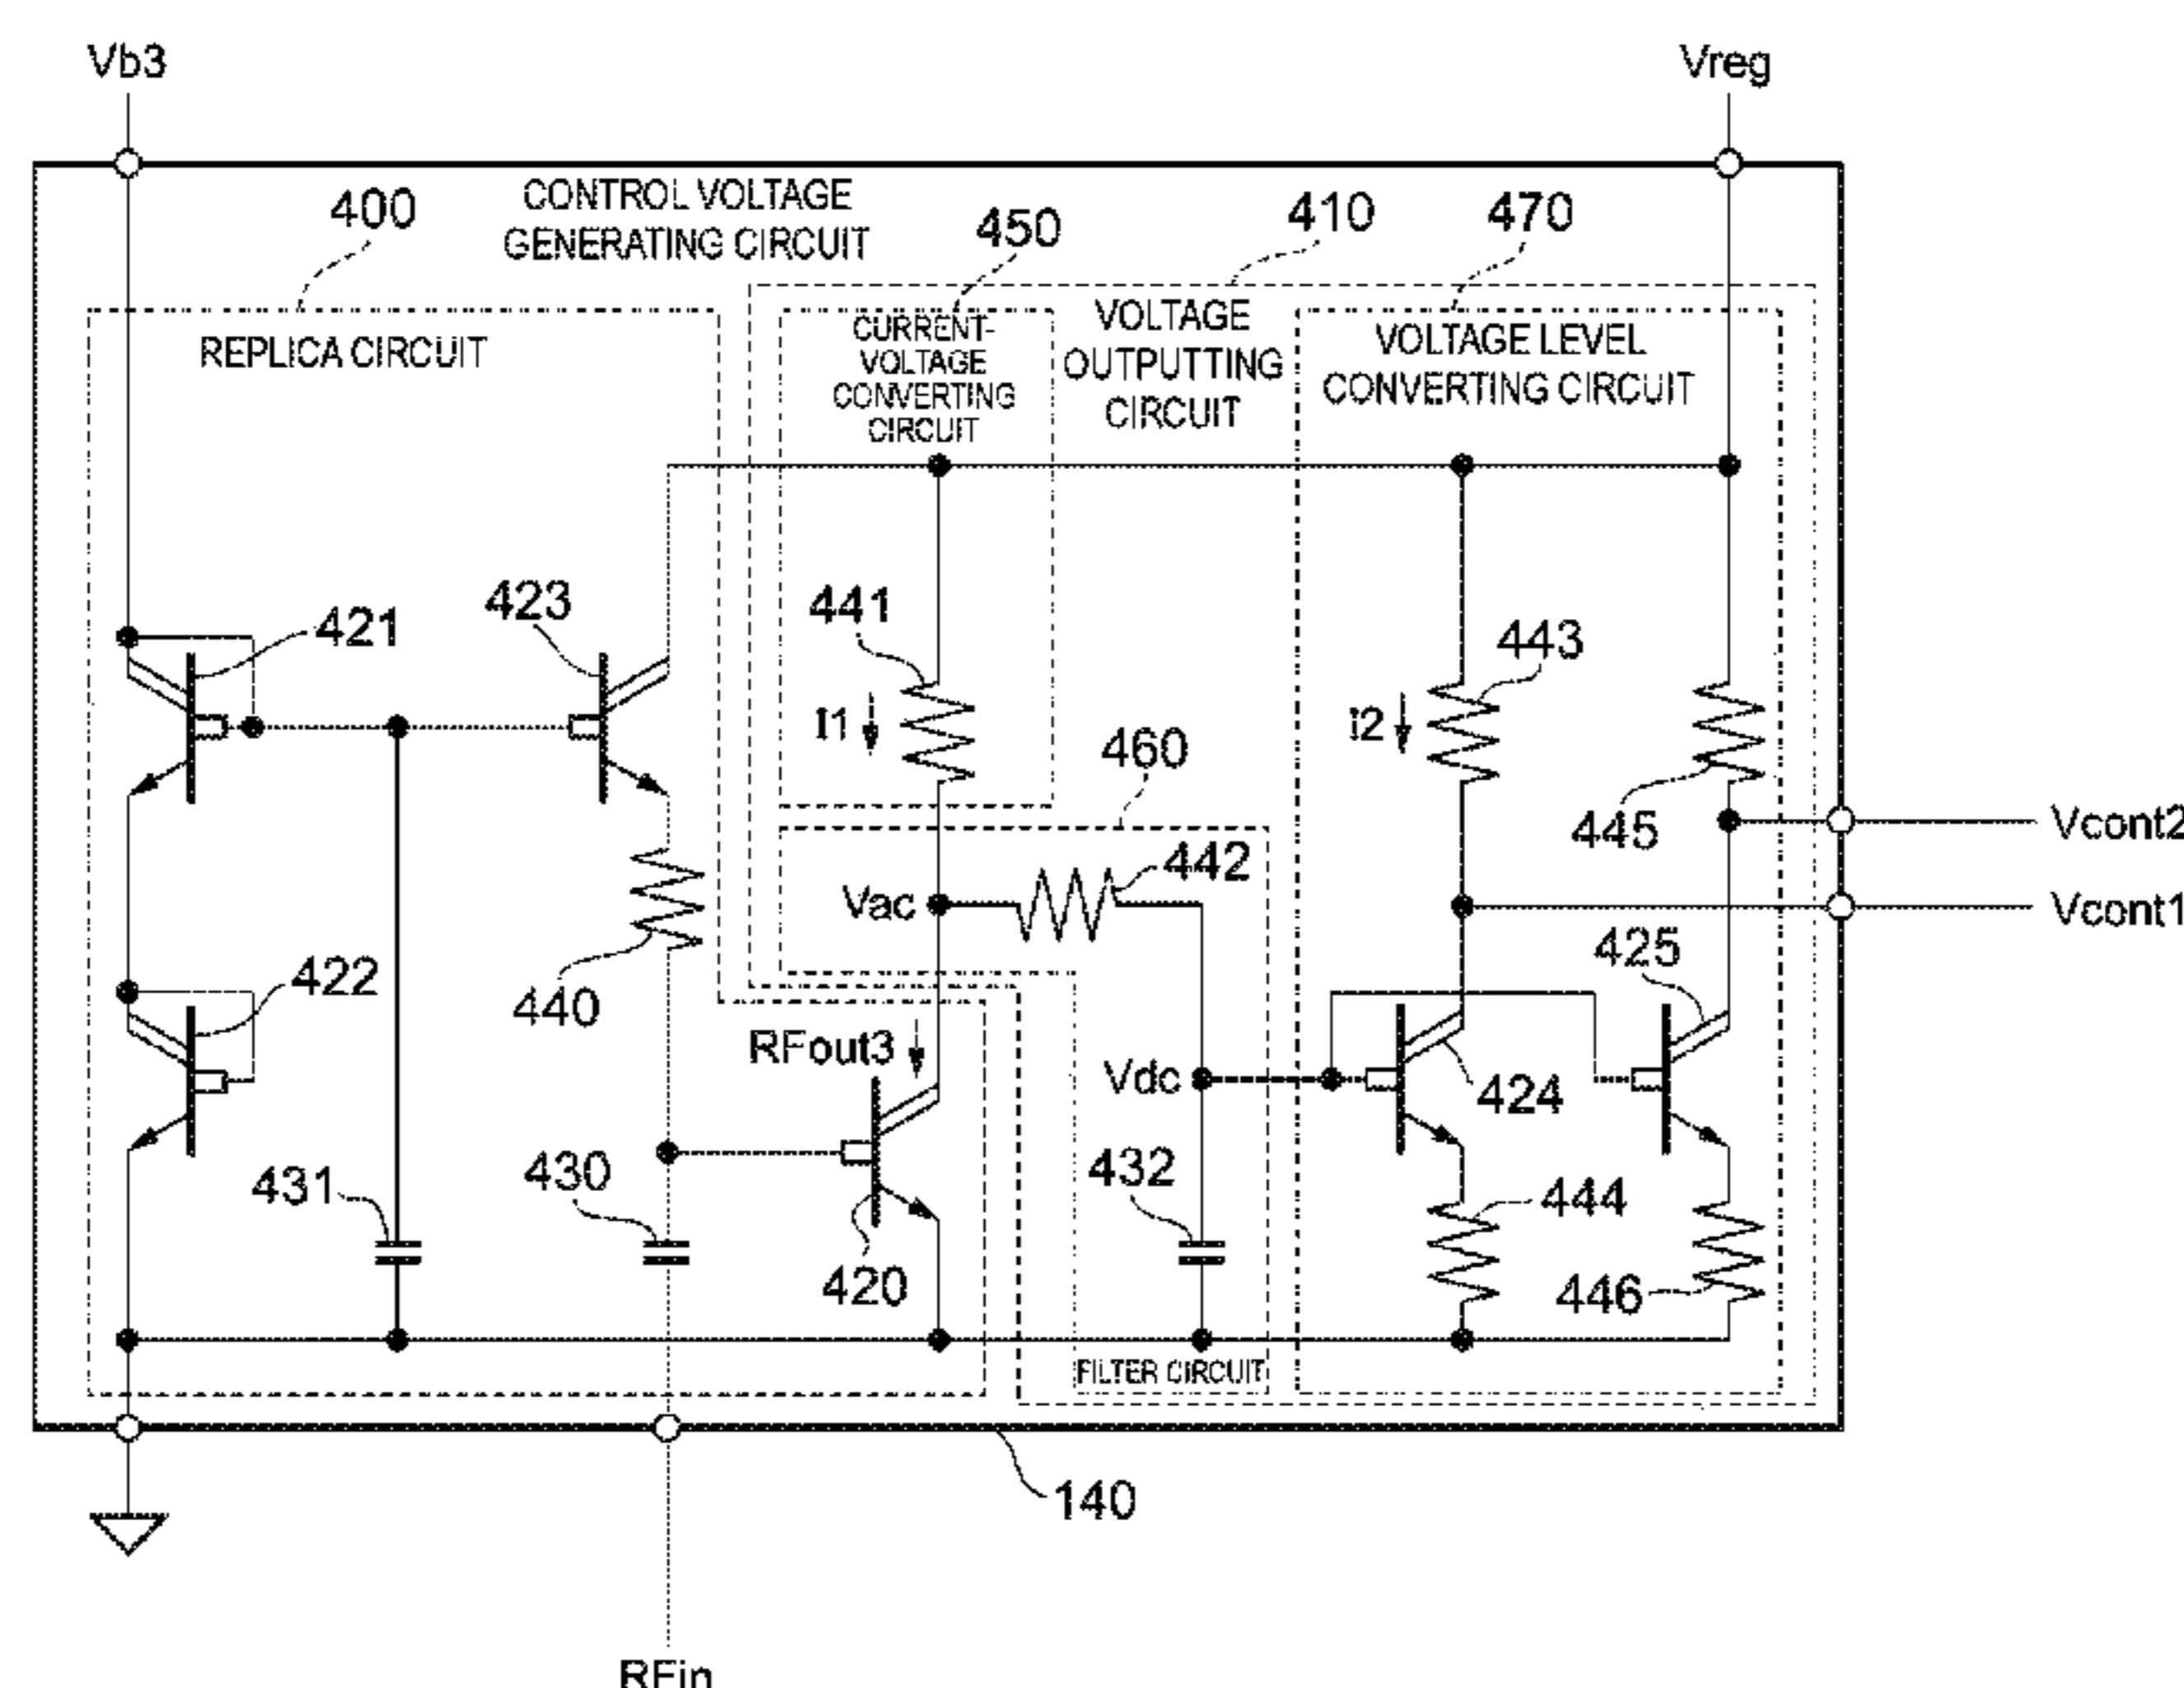 Vb3
Vreg
CONTROL VOLTAGE
GENERATING CIRCUIT
400
450
410
470
REPLICA CIRCUIT
CURRENT-
VOLTAGE
CONVERTING
CIRCUIT
VOLTAGE
OUTPUTTING
CIRCUIT
VOLTAGE LEVEL
CONVERTING CIRCUIT
421
423
441
443
I1
i2
460
445
Vcont2
Vac
442
Vcont1
422
440
425
RFout3
Vdc
424
431
430
420
432
444
446
FILTER CIRCUIT
140
RFin